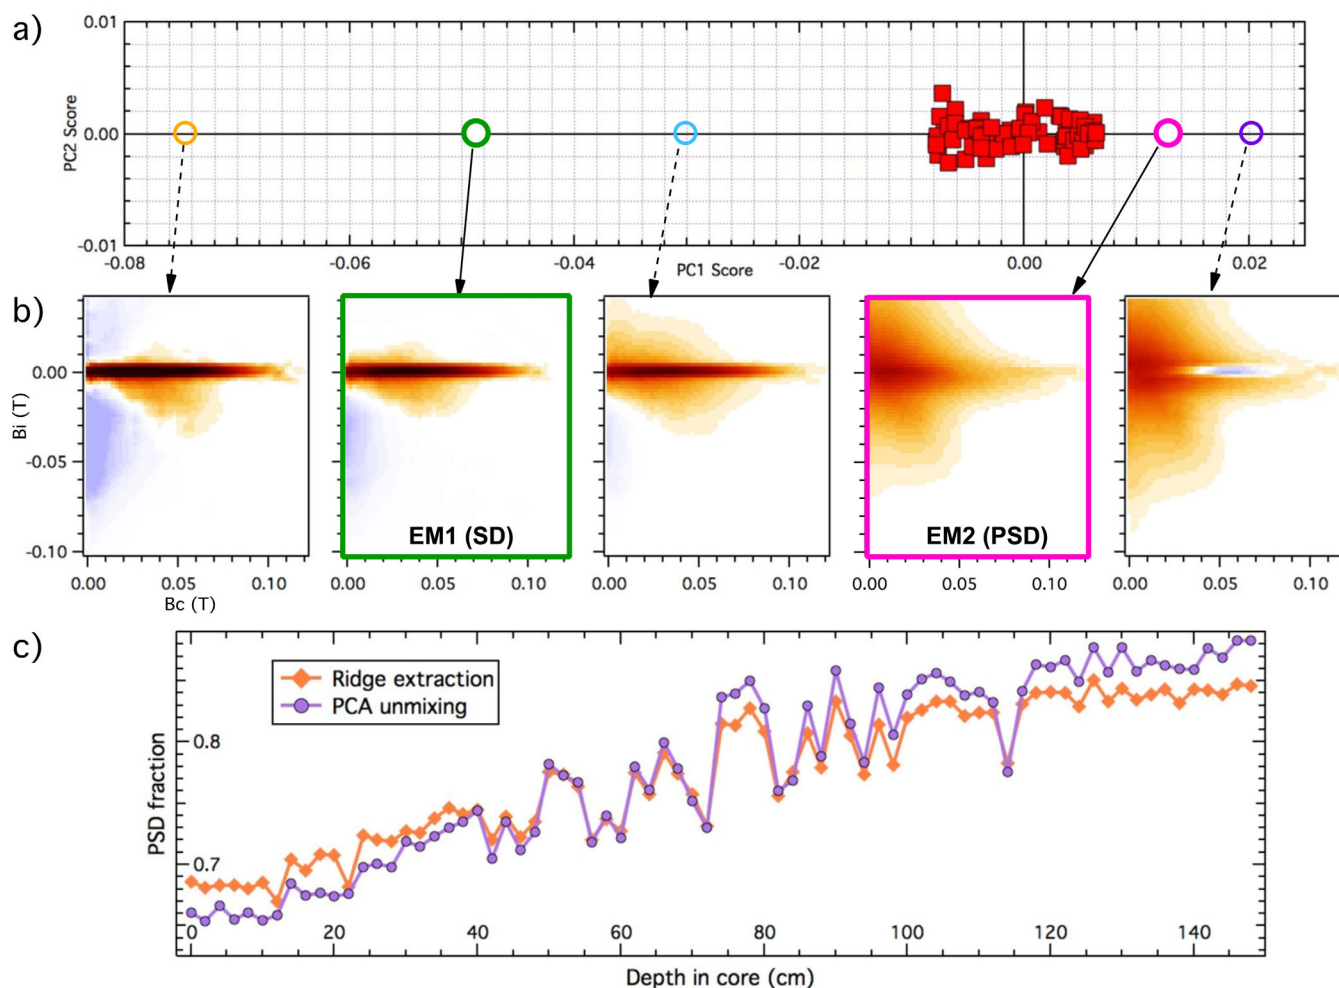 a)
0.01
0.00
-0.01
PC2 Score
-0.08
-0.06
-0.04
-0.02
0.00
0.02
PC1 Score
b)
0.00
-0.05
-0.10
Bi (T)
EM1 (SD)
EM2 (PSD)
0.00 0.05 0.10
0.00 0.05 0.10
0.00 0.05 0.10
0.00 0.05 0.10
0.00 0.05 0.10
Bc (T)
c)
Ridge extraction
PCA unmixing
0.8
0.7
PSD fraction
0 20 40 60 80 100 120 140
Depth in core (cm)